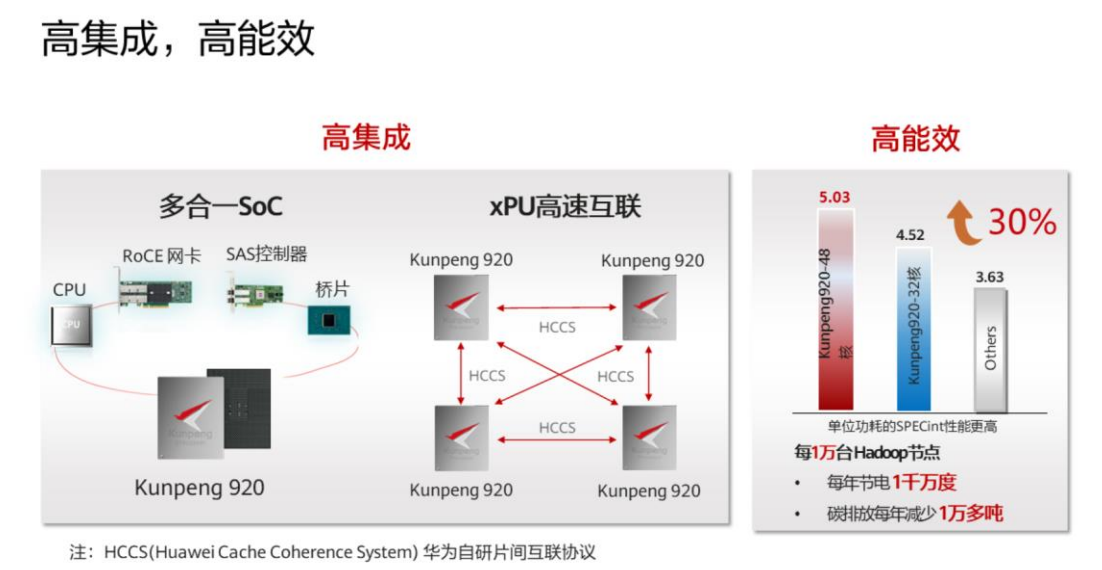 高集成，高能效
高集成
多合一SoC
RoCE 网卡
SAS控制器
CPU
桥片
CPU
Kunpeng
Kunpeng 920
xPU高速互联
Kunpeng 920
Kunpeng 920
Kunpeng
Kunpeng
HCCS
HCCS
HCCS
HCCS
Kunpeng
Kunpeng
Kunpeng 920
Kunpeng 920
高能效
5.03
30%
4.52
3.63
Kunpeng920-48
核
Kunpeng920-32核
Others
单位功耗的SPECint性能更高
每1万台Hadoop节点
• 每年节电1千万度
• 碳排放每年减少1万多吨
注：HCCS(Huawei Cache Coherence System) 华为自研片间互联协议